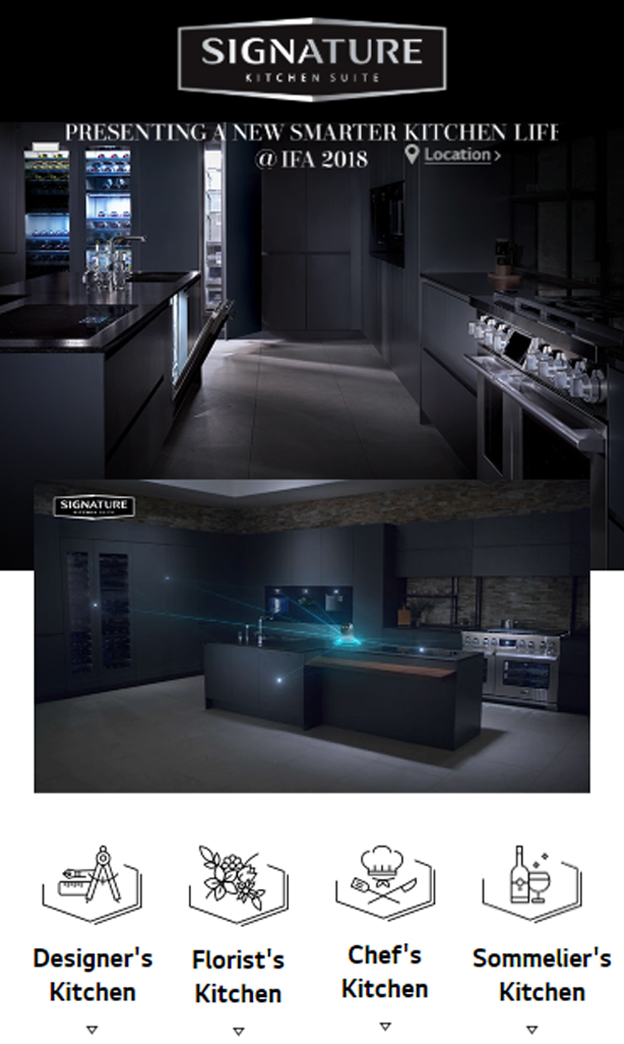 SIGNATURE
KITCHEN SUITE
PRESENTING A NEW SMARTER KITCHEN LIFE
@ IFA 2018 Location >
SIGNATURE
KITCHEN SUITE
Designer's
Kitchen
Florist's
Kitchen
Chef's
Kitchen
Sommelier's
Kitchen